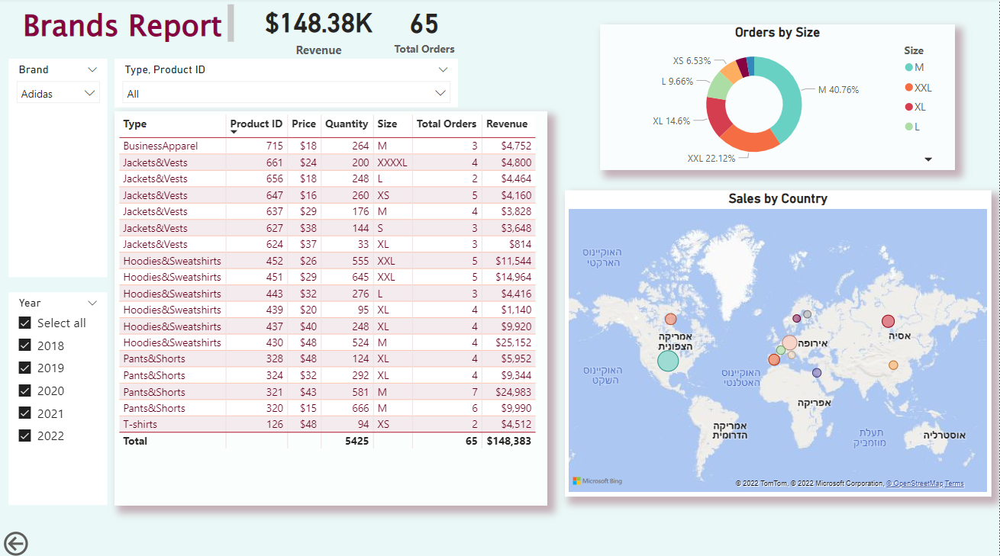 Brands Report
$148.38K
65
Revenue
Total Orders
Brand
Adidas
Type, Product ID
All
Year
Select all
2018
2019
2020
2021
2022
Type Product ID Price Quantity Size Total Orders Revenue
BusinessApparel 715 $18 264 M 3 $4,752
Jackets&Vests 661 $24 200 XXXXL 4 $4,800
Jackets&Vests 656 $18 248 L 2 $4,464
Jackets&Vests 647 $16 260 XS 5 $4,160
Jackets&Vests 637 $29 176 M 4 $3,828
Jackets&Vests 627 $38 144 S 3 $3,648
Jackets&Vests 624 $37 33 XL 3 $814
Hoodies&Sweatshirts 452 $26 555 XXL 5 $11,544
Hoodies&Sweatshirts 451 $29 645 XXL 5 $14,964
Hoodies&Sweatshirts 443 $32 276 L 3 $4,416
Hoodies&Sweatshirts 439 $20 95 XL 4 $1,140
Hoodies&Sweatshirts 437 $40 248 XL 4 $9,920
Hoodies&Sweatshirts 430 $48 524 M 4 $25,152
Pants&Shorts 328 $48 124 XL 4 $5,952
Pants&Shorts 324 $32 292 XL 4 $9,344
Pants&Shorts 321 $43 581 M 7 $24,983
Pants&Shorts 320 $15 666 M 6 $9,990
T-shirts 126 $48 94 XS 2 $4,512
Total 5425 65 $148,383
Orders by Size
XS 6.53%
L 9.66%
M 40.76%
XL 14.6%
XXL 22.12%
Size
M
XXL
XL
L
Sales by Country
האוקיינוס
הארקטי
אמריקה
הצפונית
אירופה
אסיה
האוקיינוס
השקט
האוקיינוס
האטלנטי
אפריקה
אמריקה
הדרומית
תעלת
מוזמביק
אוסטרליה
Microsoft Bing
© 2022 TomTom, © 2022 Microsoft Corporation, © OpenStreetMap Terms